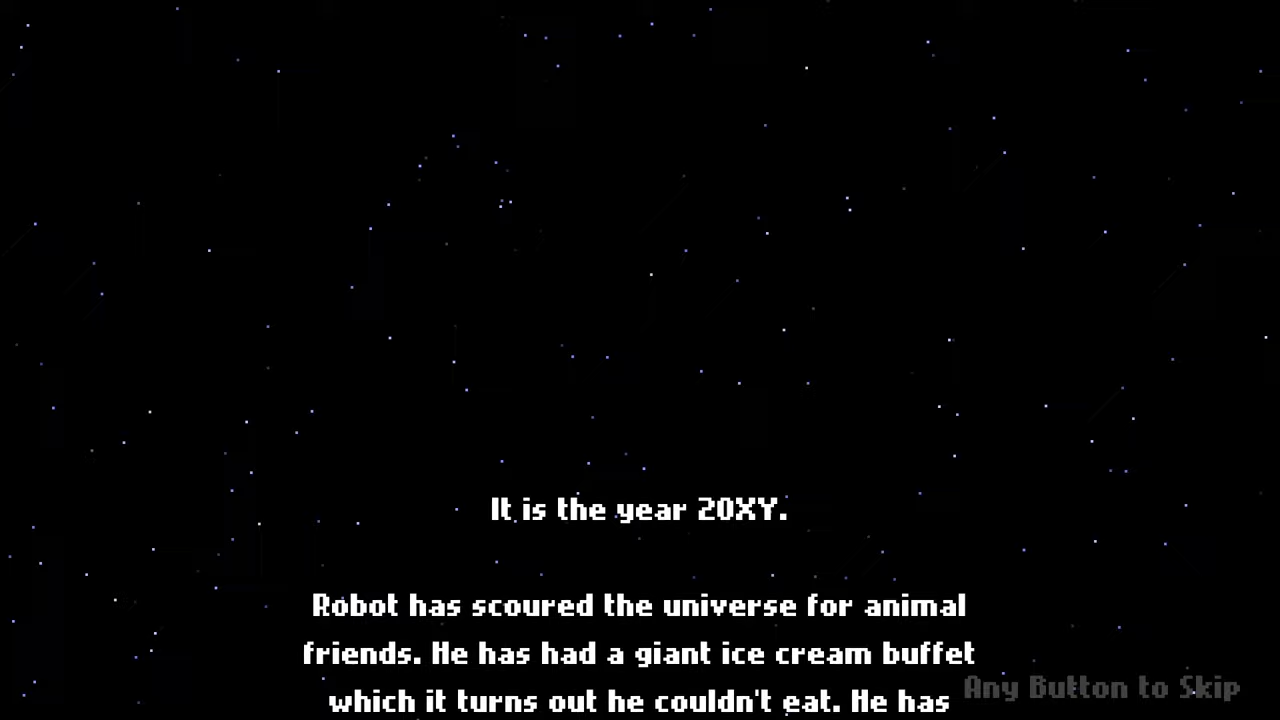 It is the year 20XY.
Robot has scoured the universe for animal
friends. He has had a giant ice cream buffet
which it turns out he couldn't eat. He has
Any Button to Skip